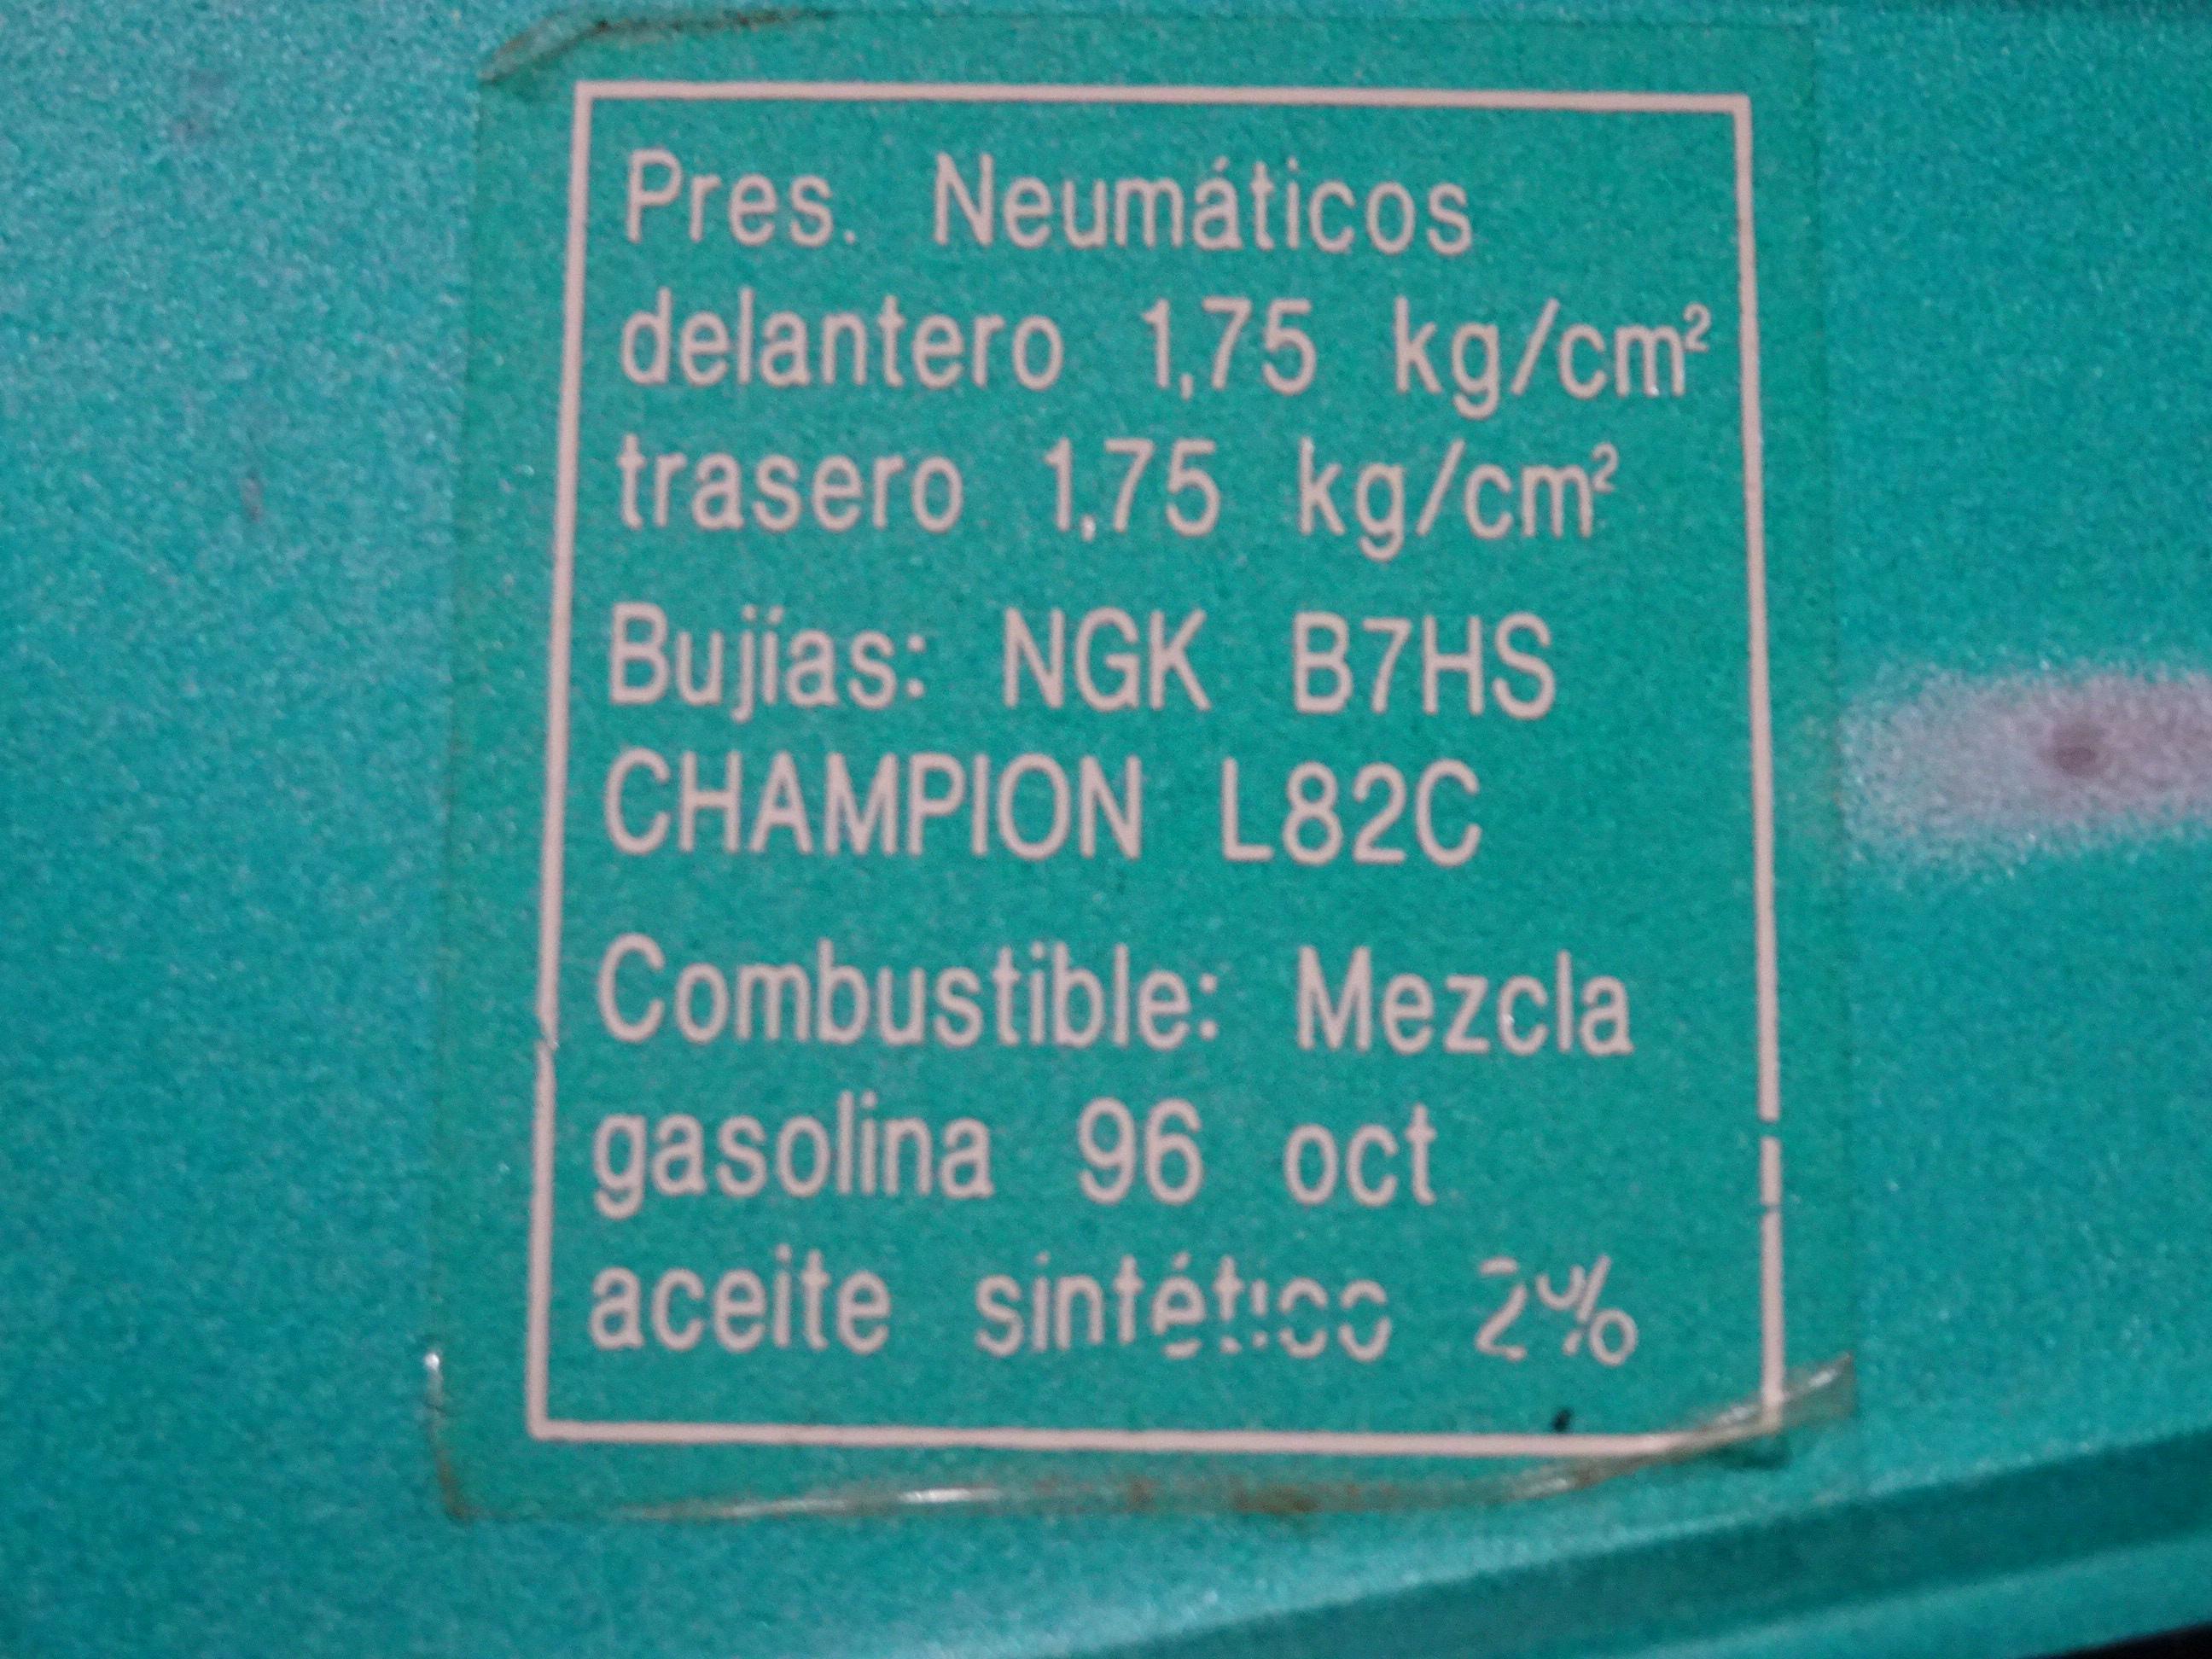 Pres. Neumáticos
delantero 1,75 kg/cm²
trasero 1,75 kg/cm²
Bujías: NGK B7HS
CHAMPION L82C
Combustible: Mezcla
gasolina 96 oct
aceite sintético 2%